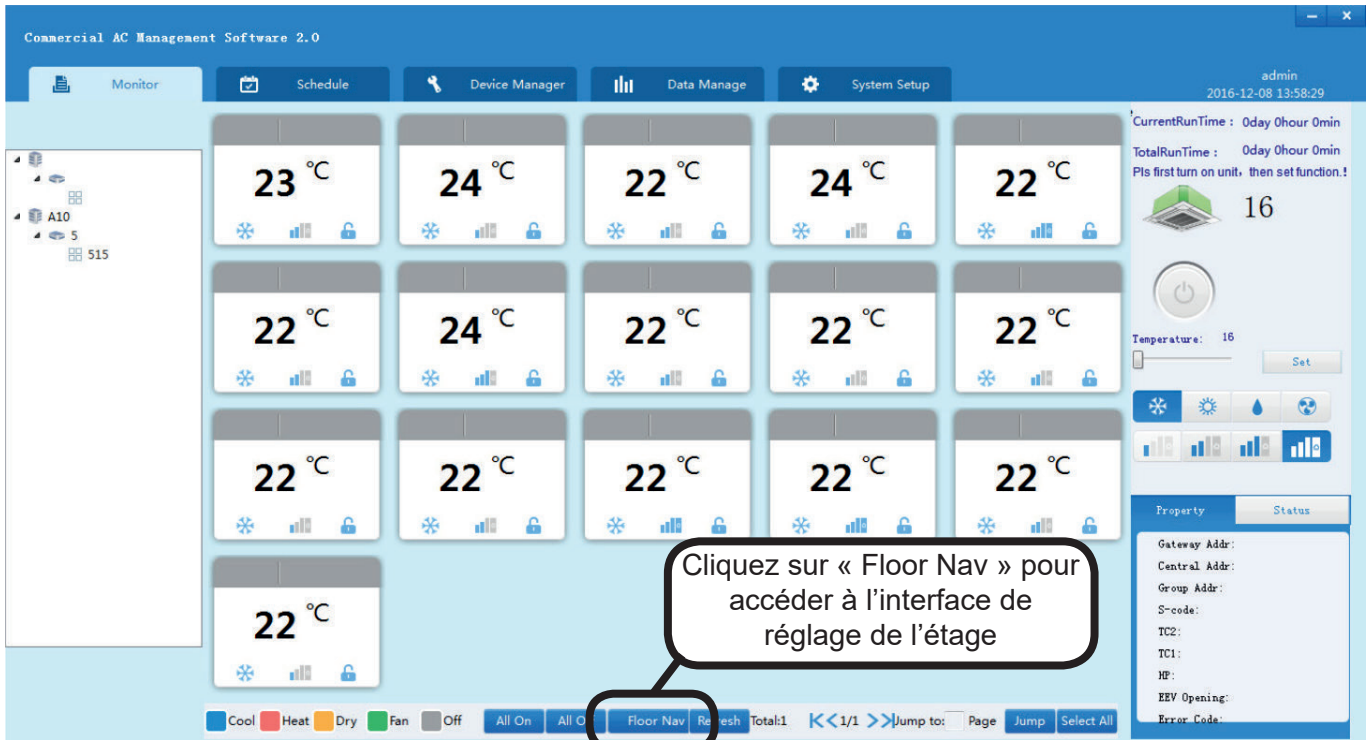 Commercial AC Management Software 2.0
Monitor
Schedule
Device Manager
Data Manage
System Setup
admin
2016-12-08 13:58:29
A10
5
515
23 °C
24 °C
22 °C
24 °C
22 °C
22 °C
24 °C
22 °C
22 °C
22 °C
22 °C
22 °C
22 °C
22 °C
22 °C
22 °C
CurrentRunTime : 0day 0hour 0min
TotalRunTime : 0day 0hour 0min
Pls first turn on unit, then set function.!
16
Temperature: 16
Set
Property
Status
Gateway Addr:
Central Addr:
Group Addr:
S-code:
TC2:
TC1:
HP:
EEV Opening:
Error Code:
Cliquez sur « Floor Nav » pour
accéder à l’interface de
réglage de l’étage
Cool Heat Dry Fan Off All On All O Floor Nav Refresh Total:1 1/1 Jump to: Page Jump Select All